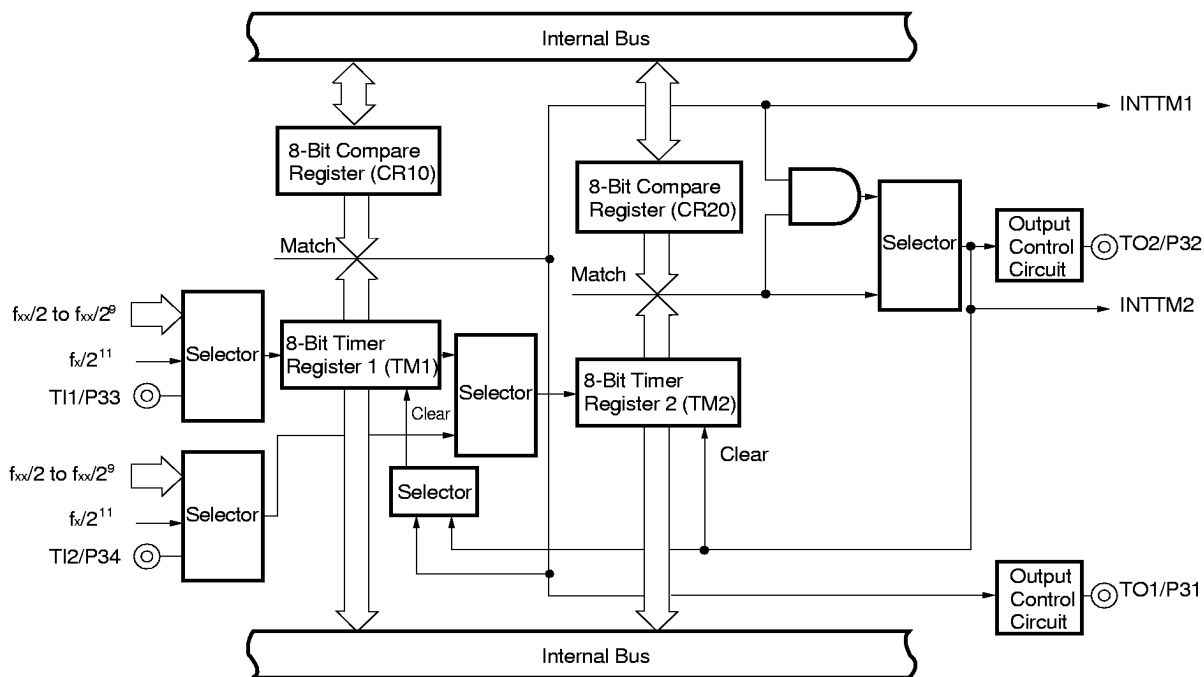 Internal Bus
INTTM1
8-Bit Compare
Register (CR10)
8-Bit Compare
Register (CR20)
Selector
Output
Control
Circuit
TO2/P32
Match
Match
INTTM2
fxx/2 to fxx/2⁹
fx/2¹¹
TI1/P33
Selector
8-Bit Timer
Register 1 (TM1)
Selector
8-Bit Timer
Register 2 (TM2)
Clear
Clear
fxx/2 to fxx/2⁹
fx/2¹¹
TI2/P34
Selector
Selector
Output
Control
Circuit
TO1/P31
Internal Bus